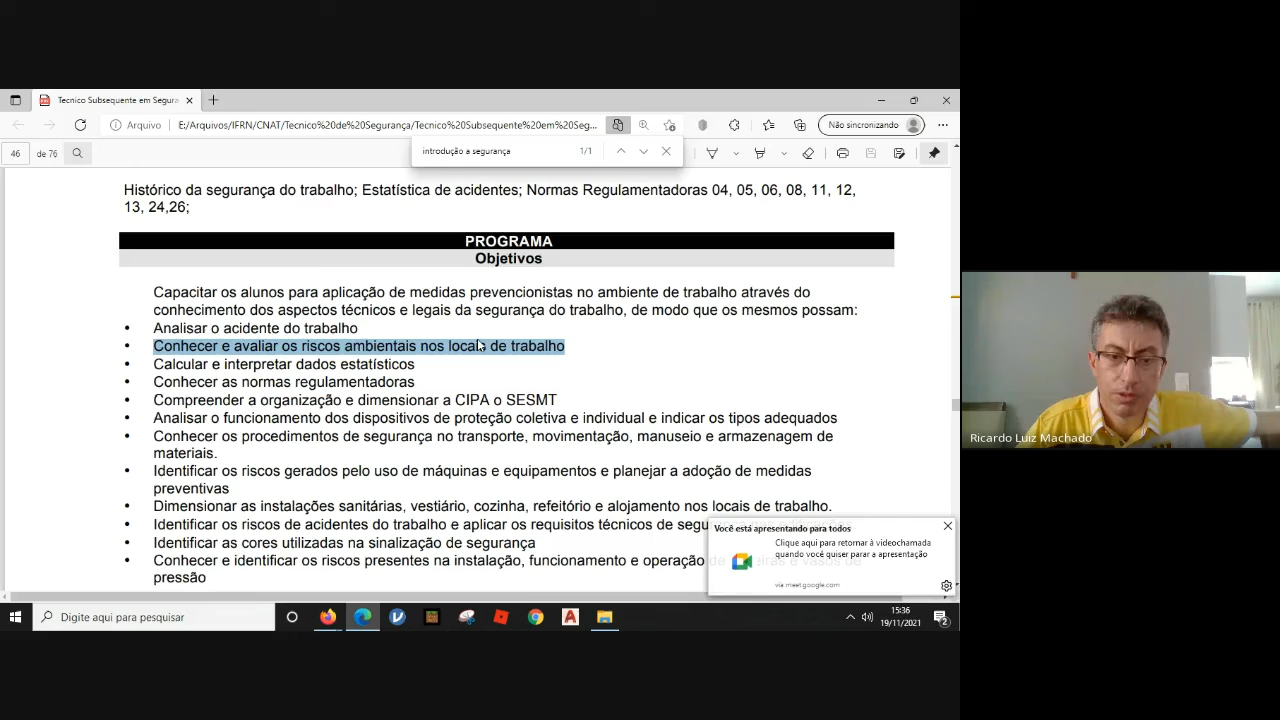 Tecnico Subsequente em Segura
Arquivo
E:/Arquivos/IFRN/CNAT/Tecnico%20de%20Segurança/Tecnico%20Subsequente%20em%20Seg...
Não sincronizando
46 de 76
introdução a segurança 1/1
Histórico da segurança do trabalho; Estatística de acidentes; Normas Regulamentadoras 04, 05, 06, 08, 11, 12,
13, 24,26;
PROGRAMA
Objetivos
Capacitar os alunos para aplicação de medidas prevencionistas no ambiente de trabalho através do
conhecimento dos aspectos técnicos e legais da segurança do trabalho, de modo que os mesmos possam:
• Analisar o acidente do trabalho
• Conhecer e avaliar os riscos ambientais nos locais de trabalho
• Calcular e interpretar dados estatísticos
• Conhecer as normas regulamentadoras
• Compreender a organização e dimensionar a CIPA o SESMT
• Analisar o funcionamento dos dispositivos de proteção coletiva e individual e indicar os tipos adequados
• Conhecer os procedimentos de segurança no transporte, movimentação, manuseio e armazenagem de
materiais.
• Identificar os riscos gerados pelo uso de máquinas e equipamentos e planejar a adoção de medidas
preventivas
• Dimensionar as instalações sanitárias, vestiário, cozinha, refeitório e alojamento nos locais de trabalho.
• Identificar os riscos de acidentes do trabalho e aplicar os requisitos técnicos de
• Identificar as cores utilizadas na sinalização de segurança
• Conhecer e identificar os riscos presentes na instalação, funcionamento e operação
pressão
Você está apresentando para todos
Clique aqui para retornar à videochamada
quando você quiser parar a apresentação
via meet.google.com
Ricardo Luiz Machado
Digite aqui para pesquisar
15:36
19/11/2021
2